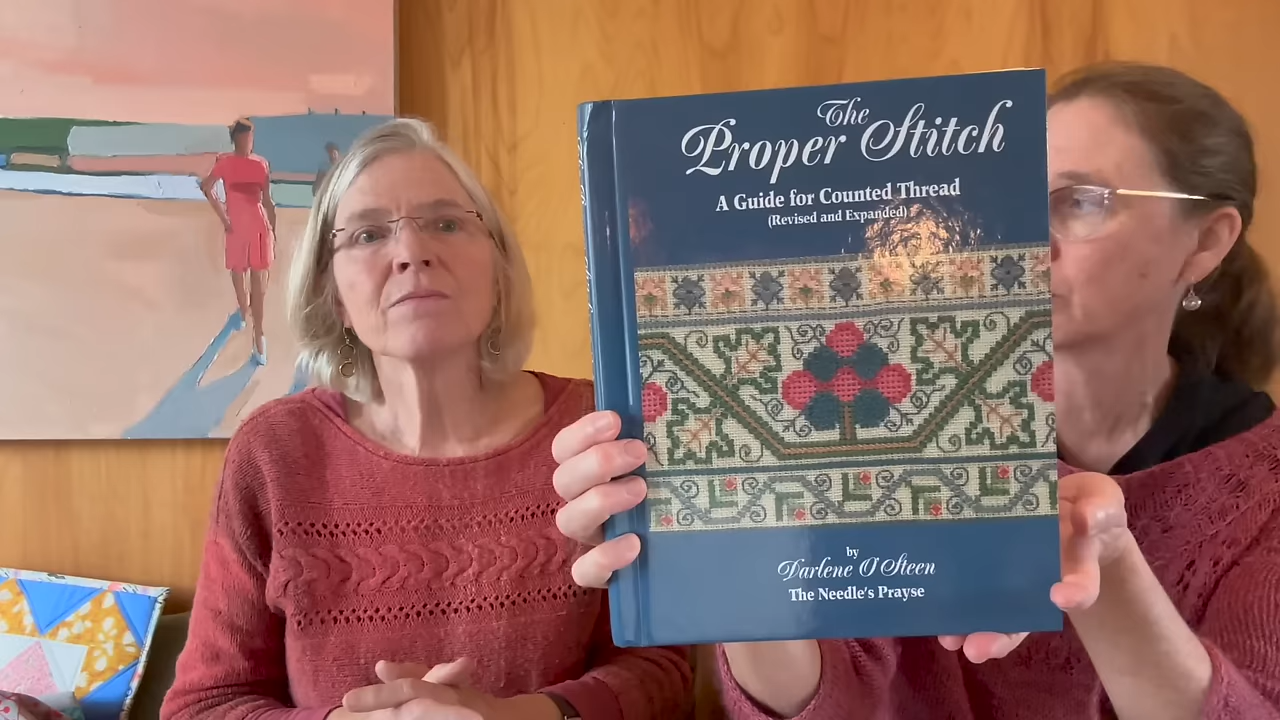 The
Proper Stitch
A Guide for Counted Thread
(Revised and Expanded)
by
Darlene O'Steen
The Needle's Prayse